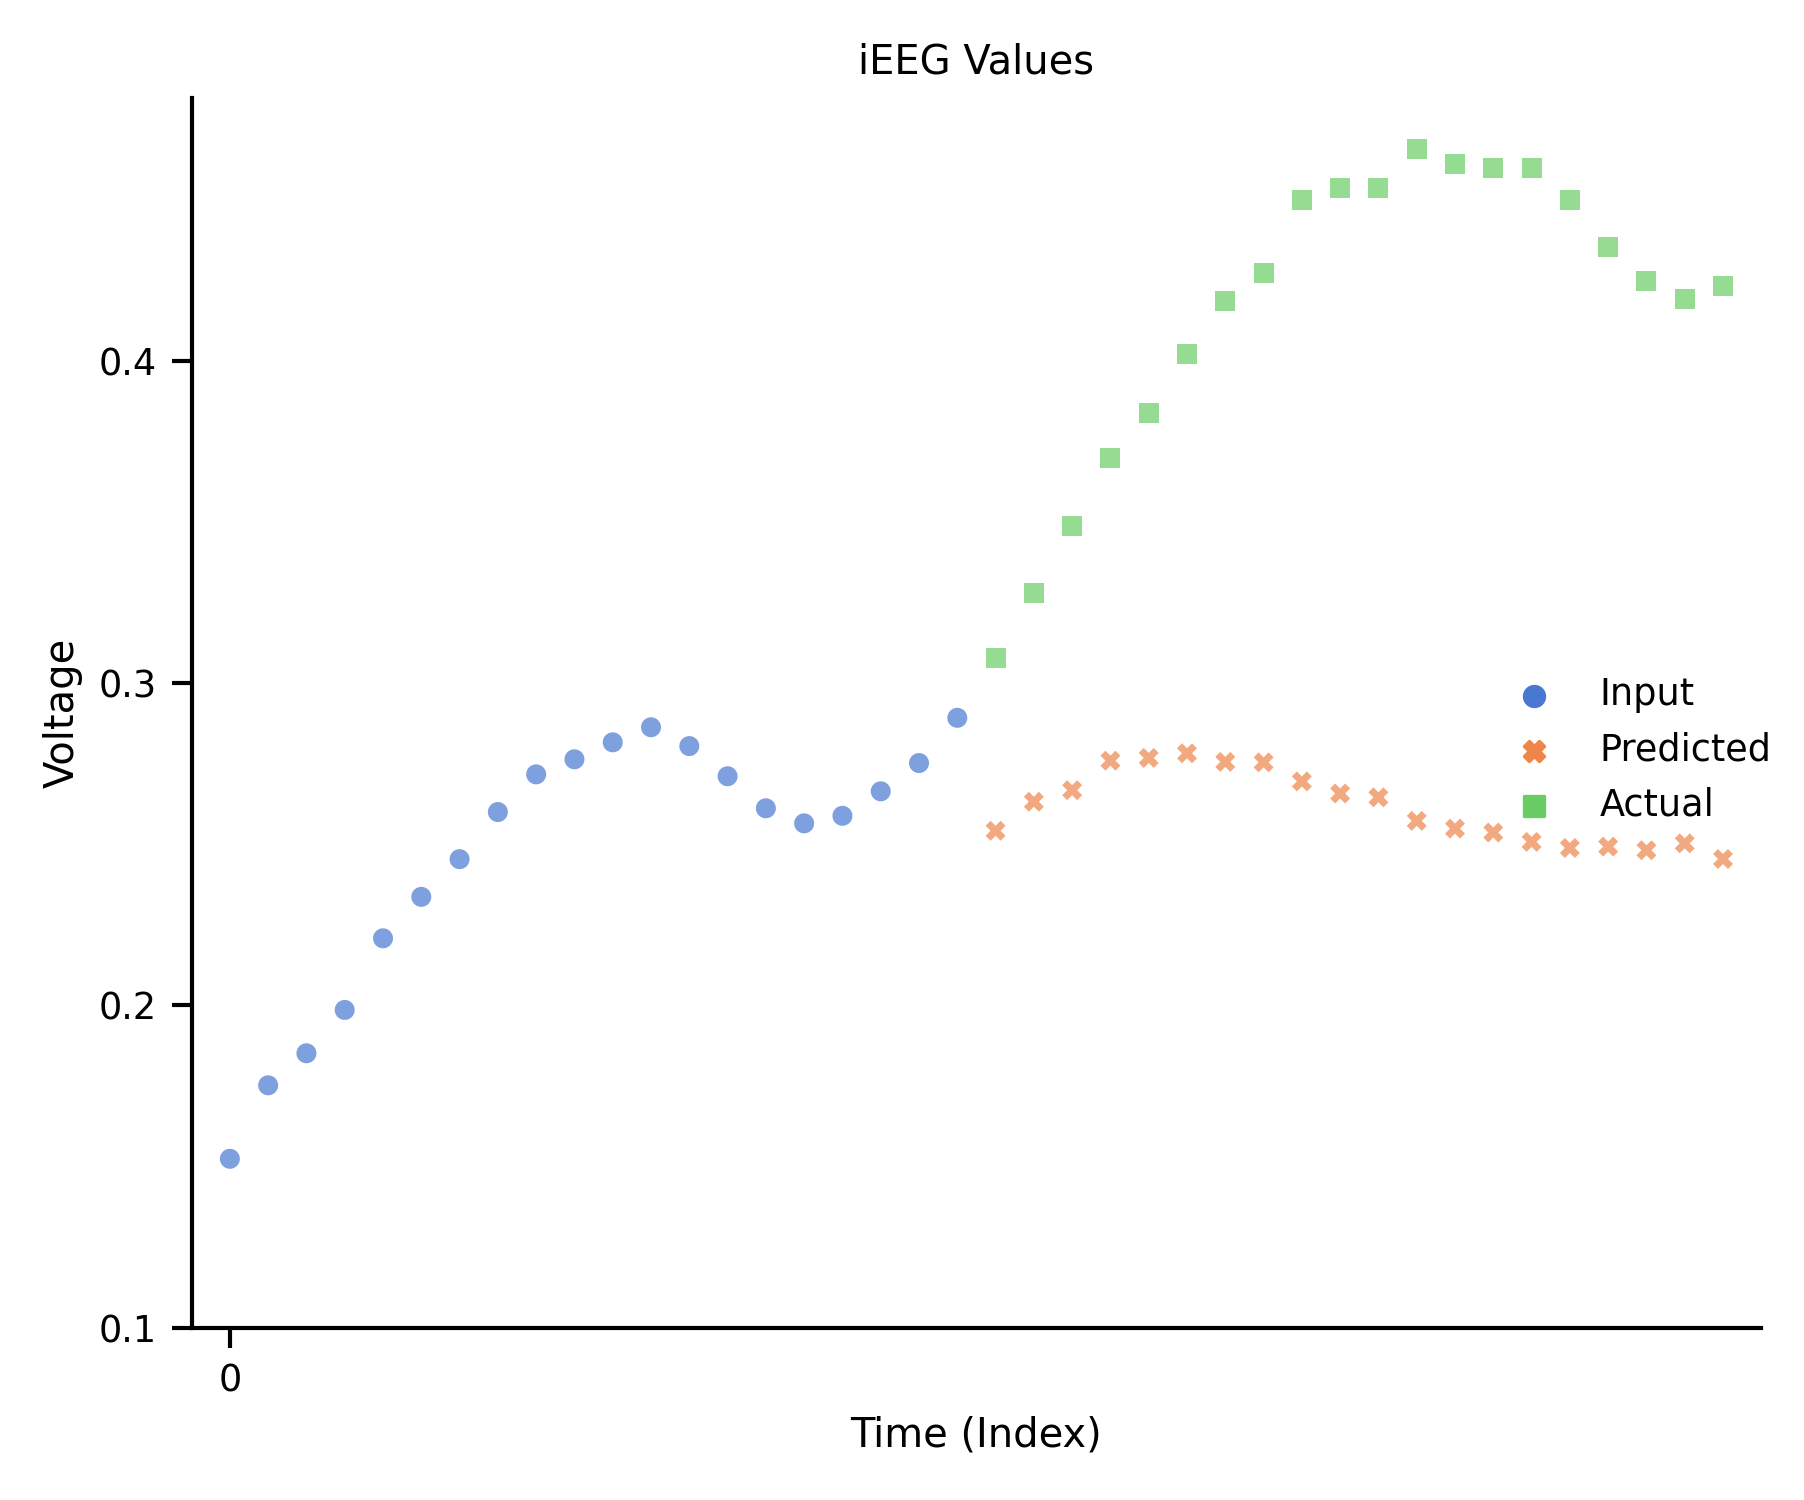 iEEG Values
0.4
0.3
0.2
0.1
Voltage
Input
Predicted
Actual
0
Time (Index)